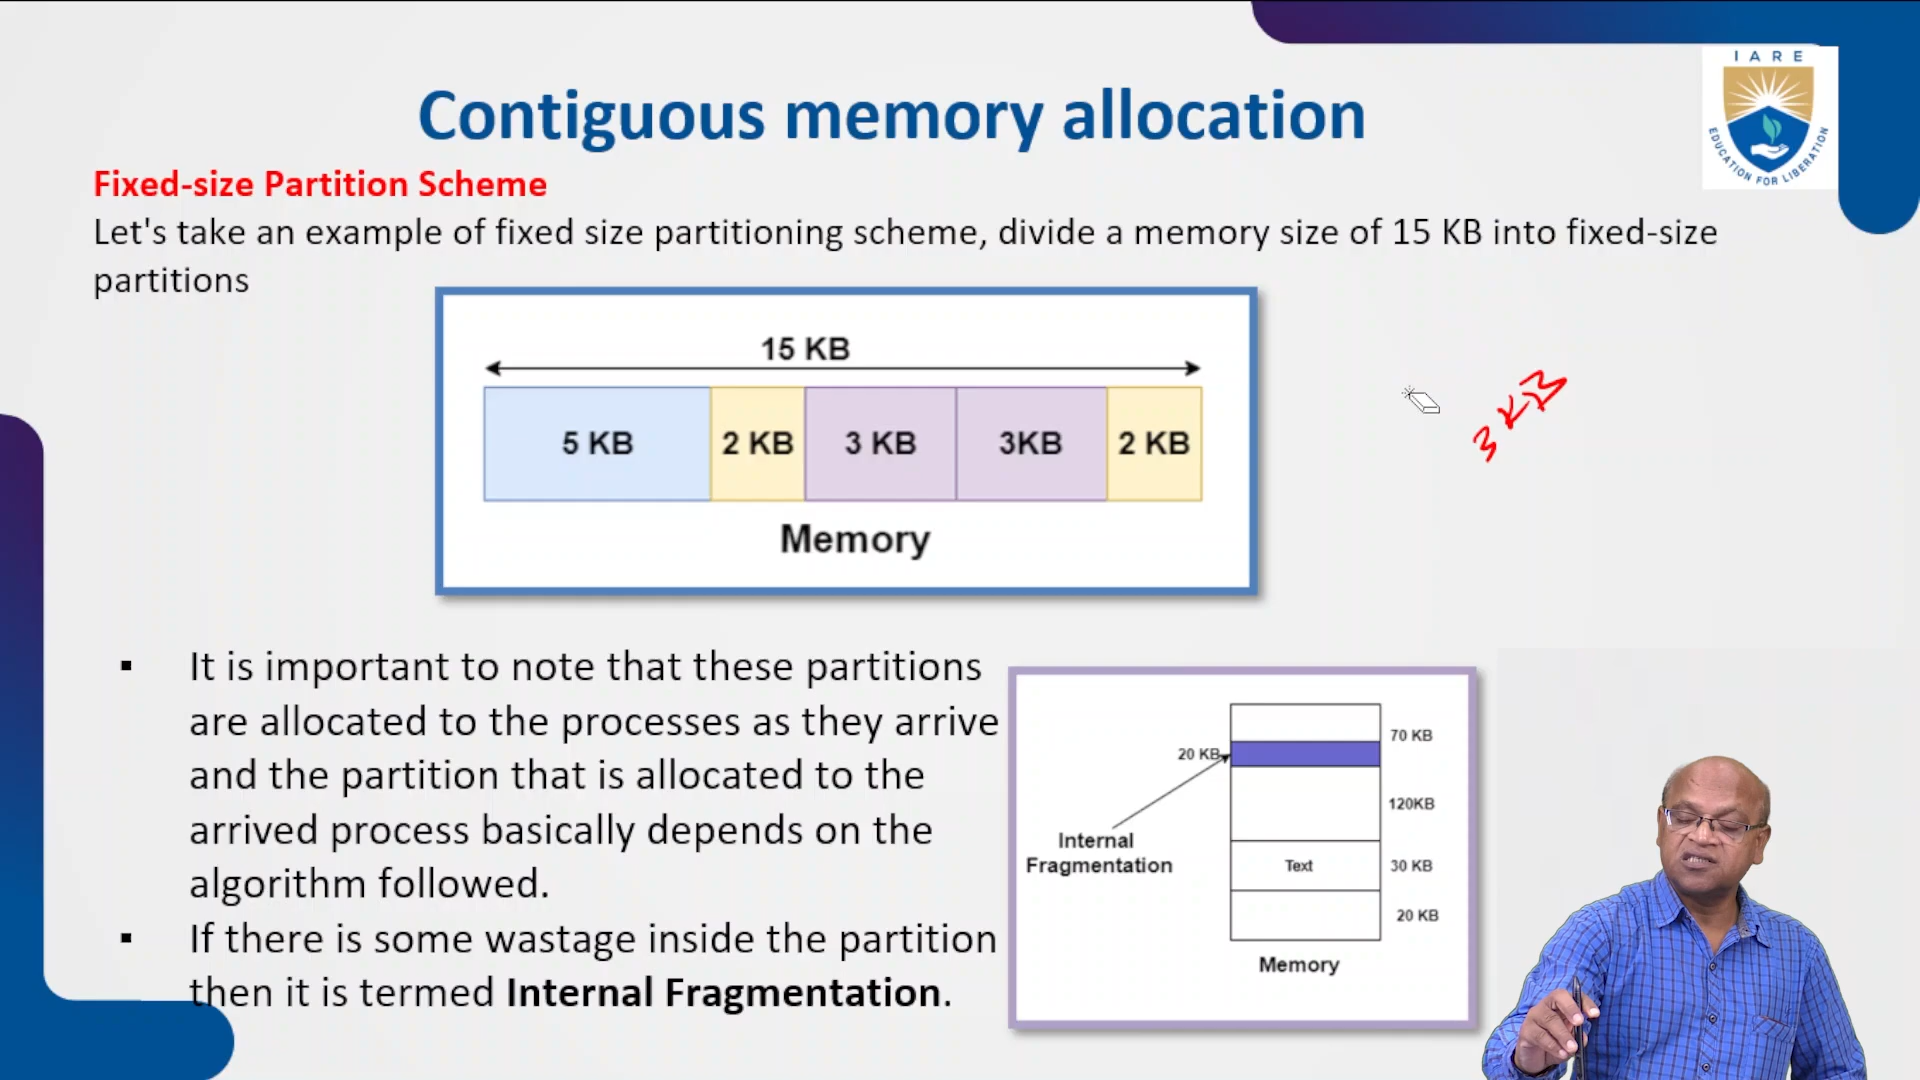 IARE
EDUCATION FOR LIBERATION
Contiguous memory allocation
Fixed-size Partition Scheme
Let's take an example of fixed size partitioning scheme, divide a memory size of 15 KB into fixed-size
partitions
15 KB
5 KB 2 KB 3 KB 3KB 2 KB
Memory
3 KB
▪ It is important to note that these partitions
are allocated to the processes as they arrive
and the partition that is allocated to the
arrived process basically depends on the
algorithm followed.
▪ If there is some wastage inside the partition
then it is termed Internal Fragmentation.
70 KB
20 KB
120KB
Internal
Fragmentation
Text
30 KB
20 KB
Memory